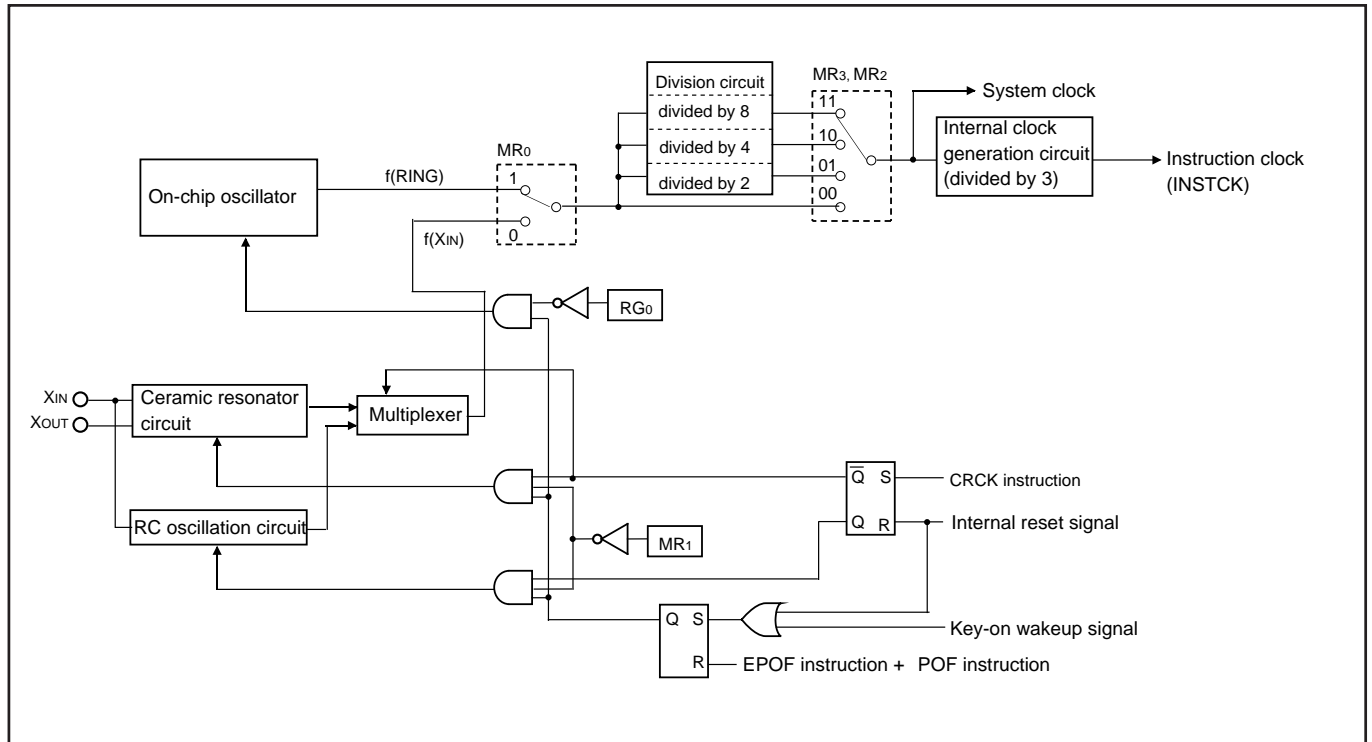 Division circuit
divided by 8
divided by 4
divided by 2
MR3, MR2
11
10
01
00
System clock
Internal clock
generation circuit
(divided by 3)
Instruction clock
(INSTCK)
MR0
1
0
f(RING)
f(XIN)
On-chip oscillator
RG0
XIN
XOUT
Ceramic resonator
circuit
Multiplexer
RC oscillation circuit
MR1
Q̅ S
Q R
CRCK instruction
Internal reset signal
Q S
R
Key-on wakeup signal
EPOF instruction + POF instruction